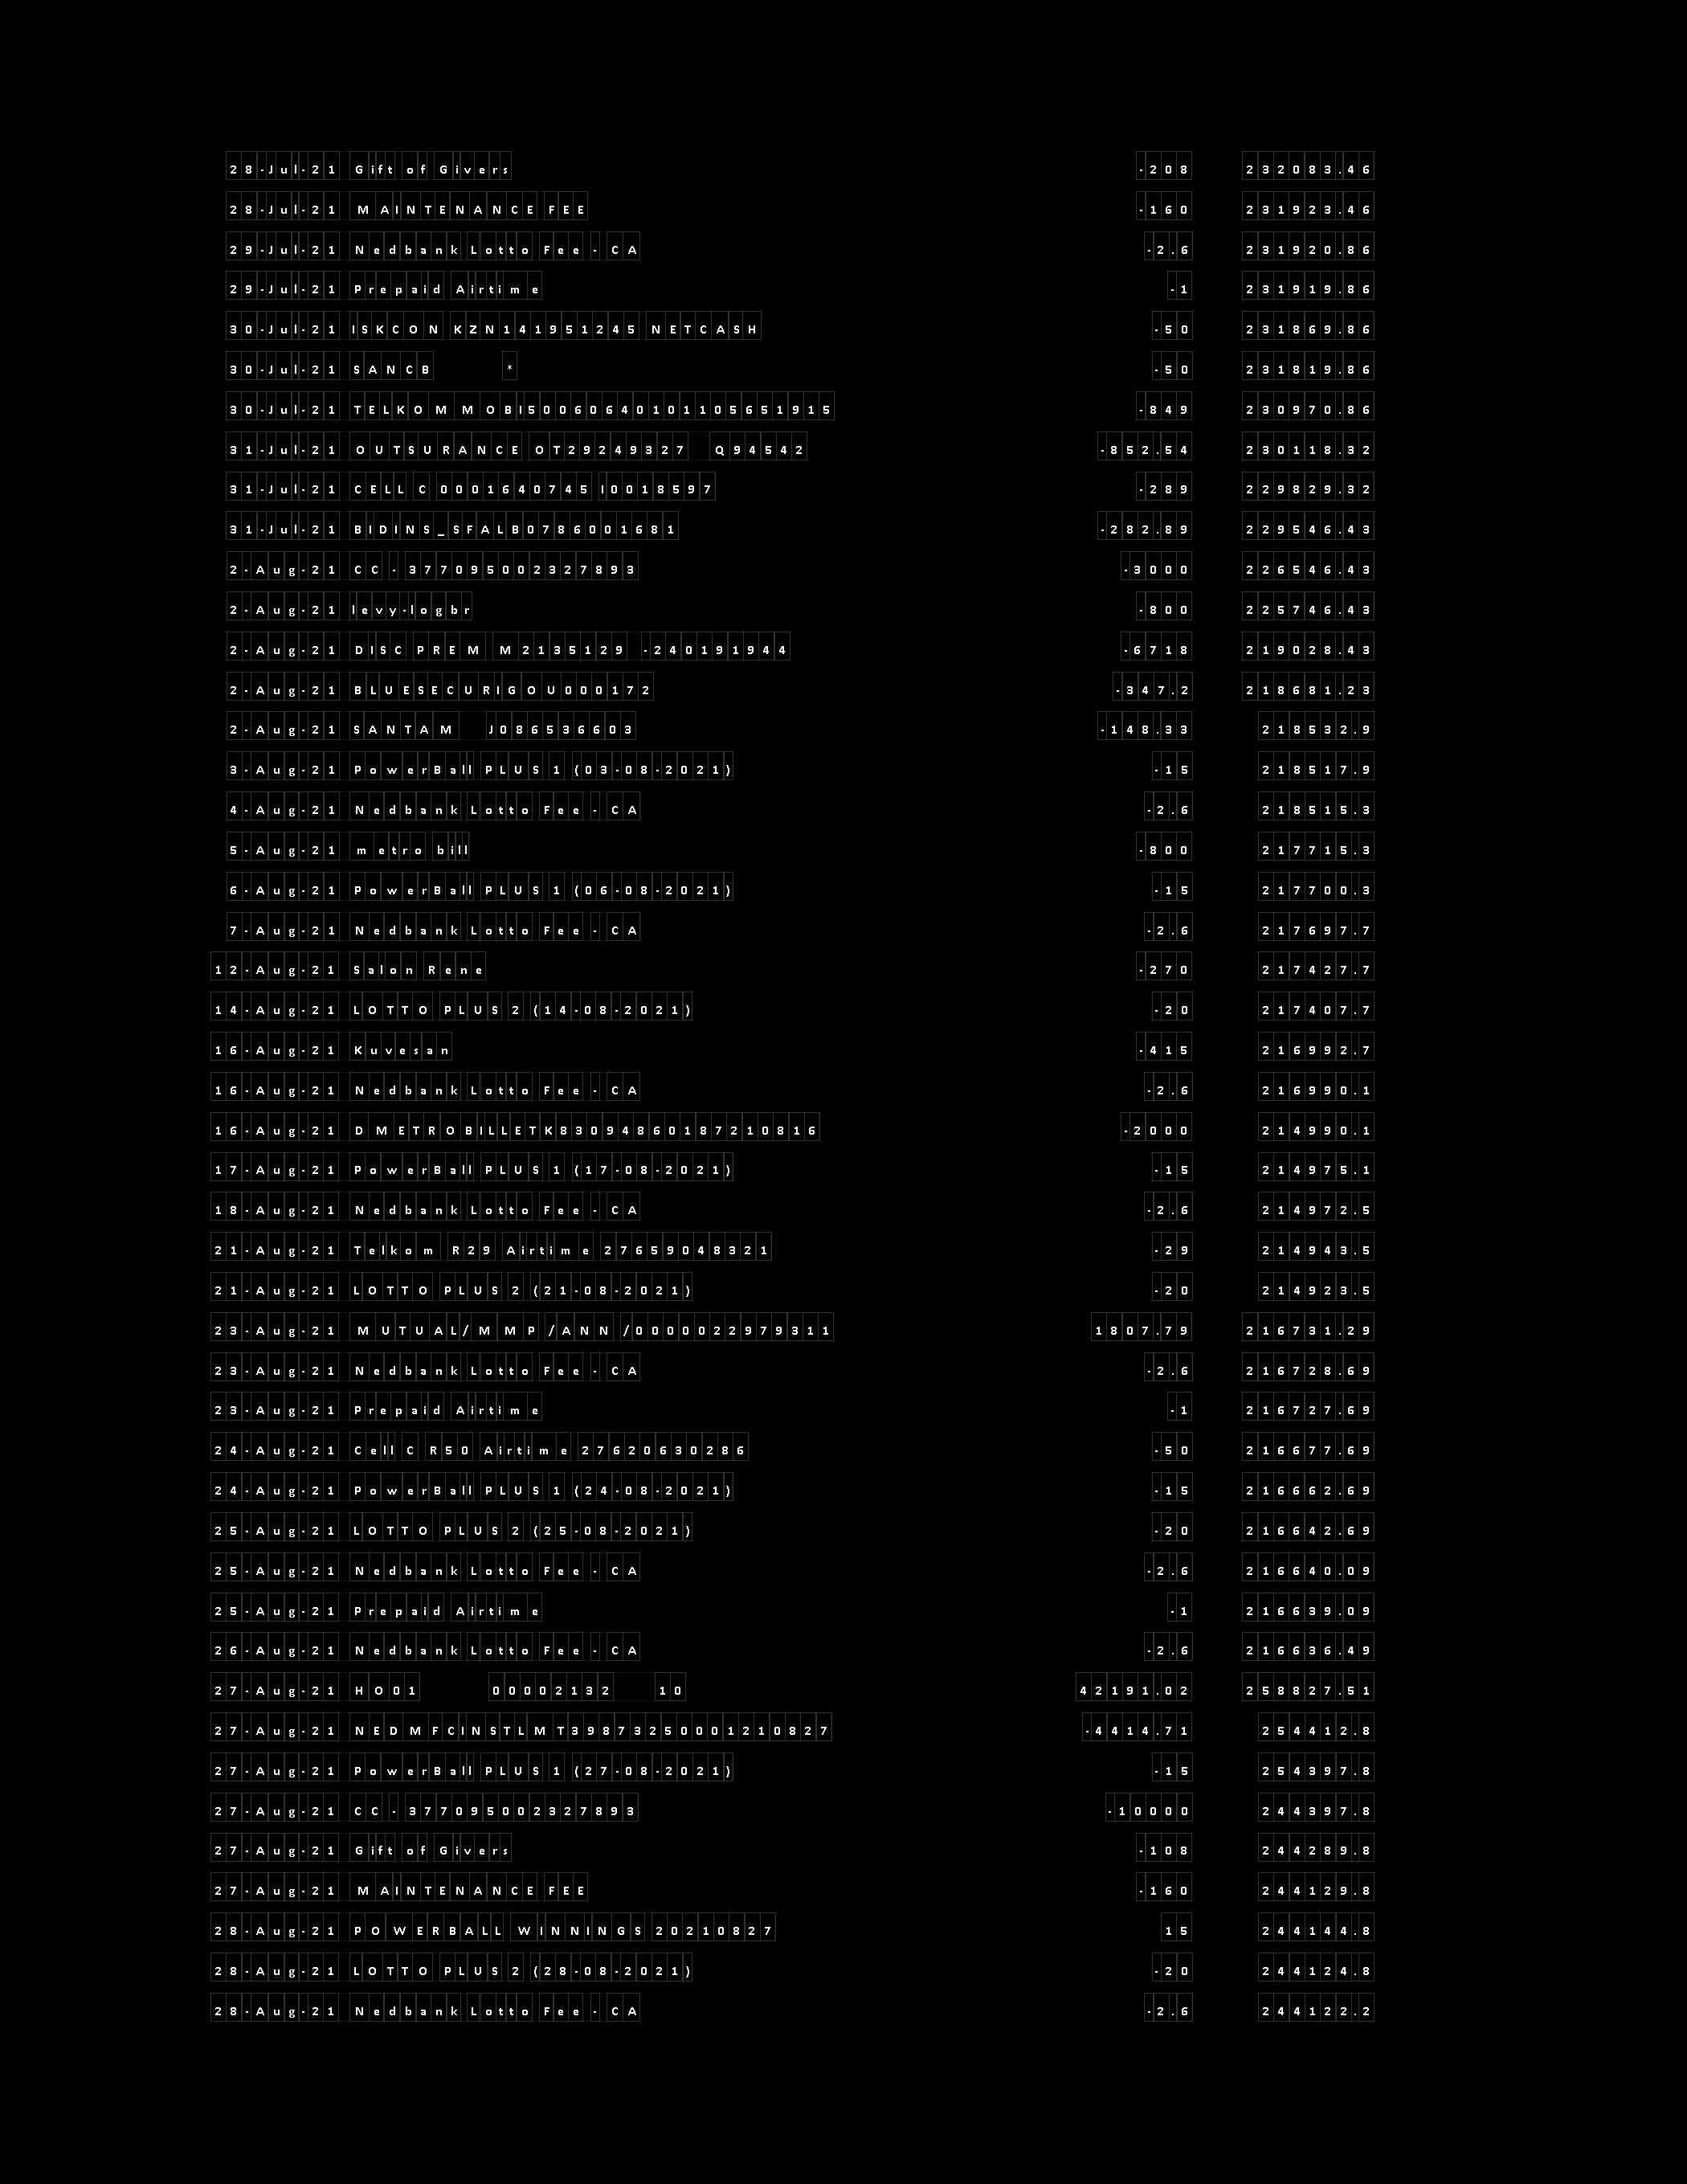 28-Jul-21 Gift of Givers -208 232083.46
28-Jul-21 MAINTENANCE FEE -160 231923.46
29-Jul-21 Nedbank Lotto Fee - CA -2.6 231920.86
29-Jul-21 Prepaid Airtime -1 231919.86
30-Jul-21 ISKCON KZN141951245 NETCASH -50 231869.86
30-Jul-21 SANCB * -50 231819.86
30-Jul-21 TELKOM MOBI50060640101105651915 -849 230970.86
31-Jul-21 OUTSURANCE OT29249327 Q94542 -852.54 230118.32
31-Jul-21 CELL C 0001640745 I0018597 -289 229829.32
31-Jul-21 BIDINS_SFALB0786001681 -282.89 229546.43
2-Aug-21 CC - 377095002327893 -3000 226546.43
2-Aug-21 levy-logbr -800 225746.43
2-Aug-21 DISC PREM M2135129 -240191944 -6718 219028.43
2-Aug-21 BLUESECURIGOU000172 -347.2 218681.23
2-Aug-21 SANTAM J086536603 -148.33 218532.9
3-Aug-21 PowerBall PLUS 1 (03-08-2021) -15 218517.9
4-Aug-21 Nedbank Lotto Fee - CA -2.6 218515.3
5-Aug-21 metro bill -800 217715.3
6-Aug-21 PowerBall PLUS 1 (06-08-2021) -15 217700.3
7-Aug-21 Nedbank Lotto Fee - CA -2.6 217697.7
12-Aug-21 Salon Rene -270 217427.7
14-Aug-21 LOTTO PLUS 2 (14-08-2021) -20 217407.7
16-Aug-21 Kuvesan -415 216992.7
16-Aug-21 Nedbank Lotto Fee - CA -2.6 216990.1
16-Aug-21 DMETROBILLETK83094860187210816 -2000 214990.1
17-Aug-21 PowerBall PLUS 1 (17-08-2021) -15 214975.1
18-Aug-21 Nedbank Lotto Fee - CA -2.6 214972.5
21-Aug-21 Telkom R29 Airtime 27659048321 -29 214943.5
21-Aug-21 LOTTO PLUS 2 (21-08-2021) -20 214923.5
23-Aug-21 MUTUAL/MMP /ANN /0000022979311 1807.79 216731.29
23-Aug-21 Nedbank Lotto Fee - CA -2.6 216728.69
23-Aug-21 Prepaid Airtime -1 216727.69
24-Aug-21 Cell C R50 Airtime 27620630286 -50 216677.69
24-Aug-21 PowerBall PLUS 1 (24-08-2021) -15 216662.69
25-Aug-21 LOTTO PLUS 2 (25-08-2021) -20 216642.69
25-Aug-21 Nedbank Lotto Fee - CA -2.6 216640.09
25-Aug-21 Prepaid Airtime -1 216639.09
26-Aug-21 Nedbank Lotto Fee - CA -2.6 216636.49
27-Aug-21 HO01 00002132 10 42191.02 258827.51
27-Aug-21 NEDMFCINSTLMT39873250001210827 -4414.71 254412.8
27-Aug-21 PowerBall PLUS 1 (27-08-2021) -15 254397.8
27-Aug-21 CC - 377095002327893 -10000 244397.8
27-Aug-21 Gift of Givers -108 244289.8
27-Aug-21 MAINTENANCE FEE -160 244129.8
28-Aug-21 POWERBALL WINNINGS 20210827 15 244144.8
28-Aug-21 LOTTO PLUS 2 (28-08-2021) -20 244124.8
28-Aug-21 Nedbank Lotto Fee - CA -2.6 244122.2